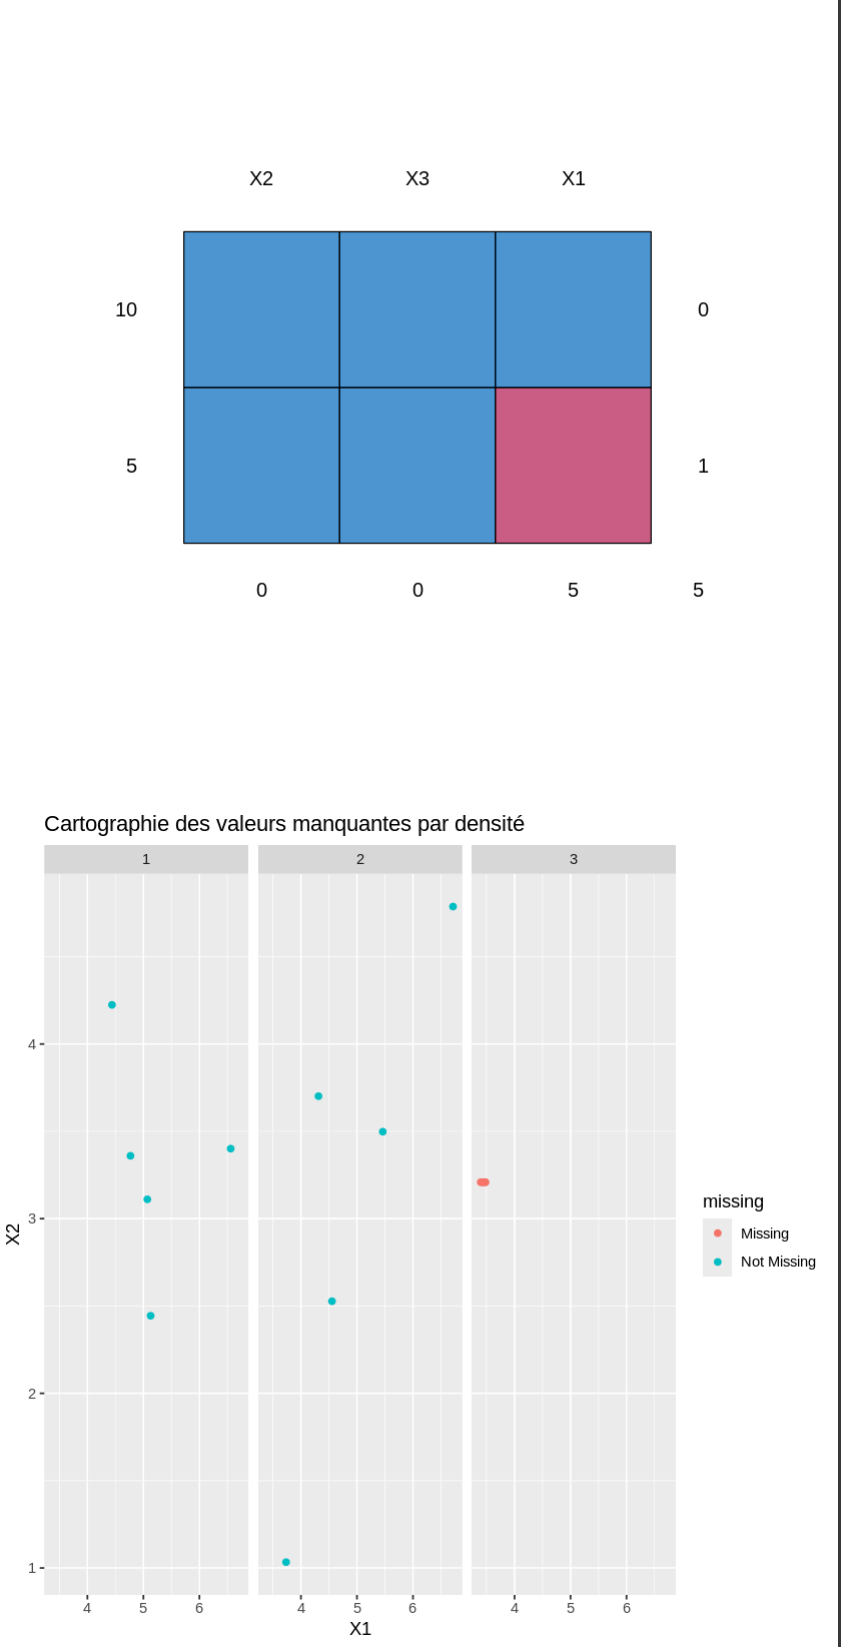 X2 X3 X1
10 0
5 1
0 0 5 5
Cartographie des valeurs manquantes par densité
1 2 3
4
3
2
1
X2
4 5 6 4 5 6 4 5 6
X1
missing
Missing
Not Missing